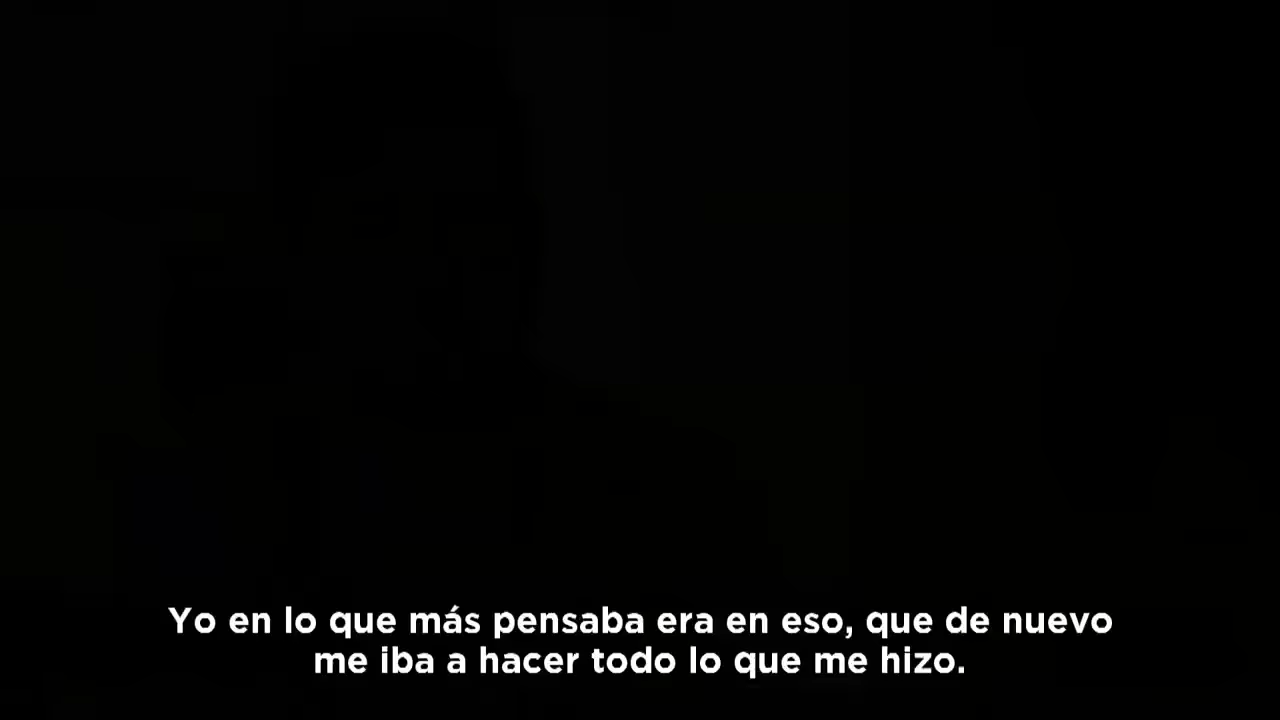 Yo en lo que más pensaba era en eso, que de nuevo
me iba a hacer todo lo que me hizo.